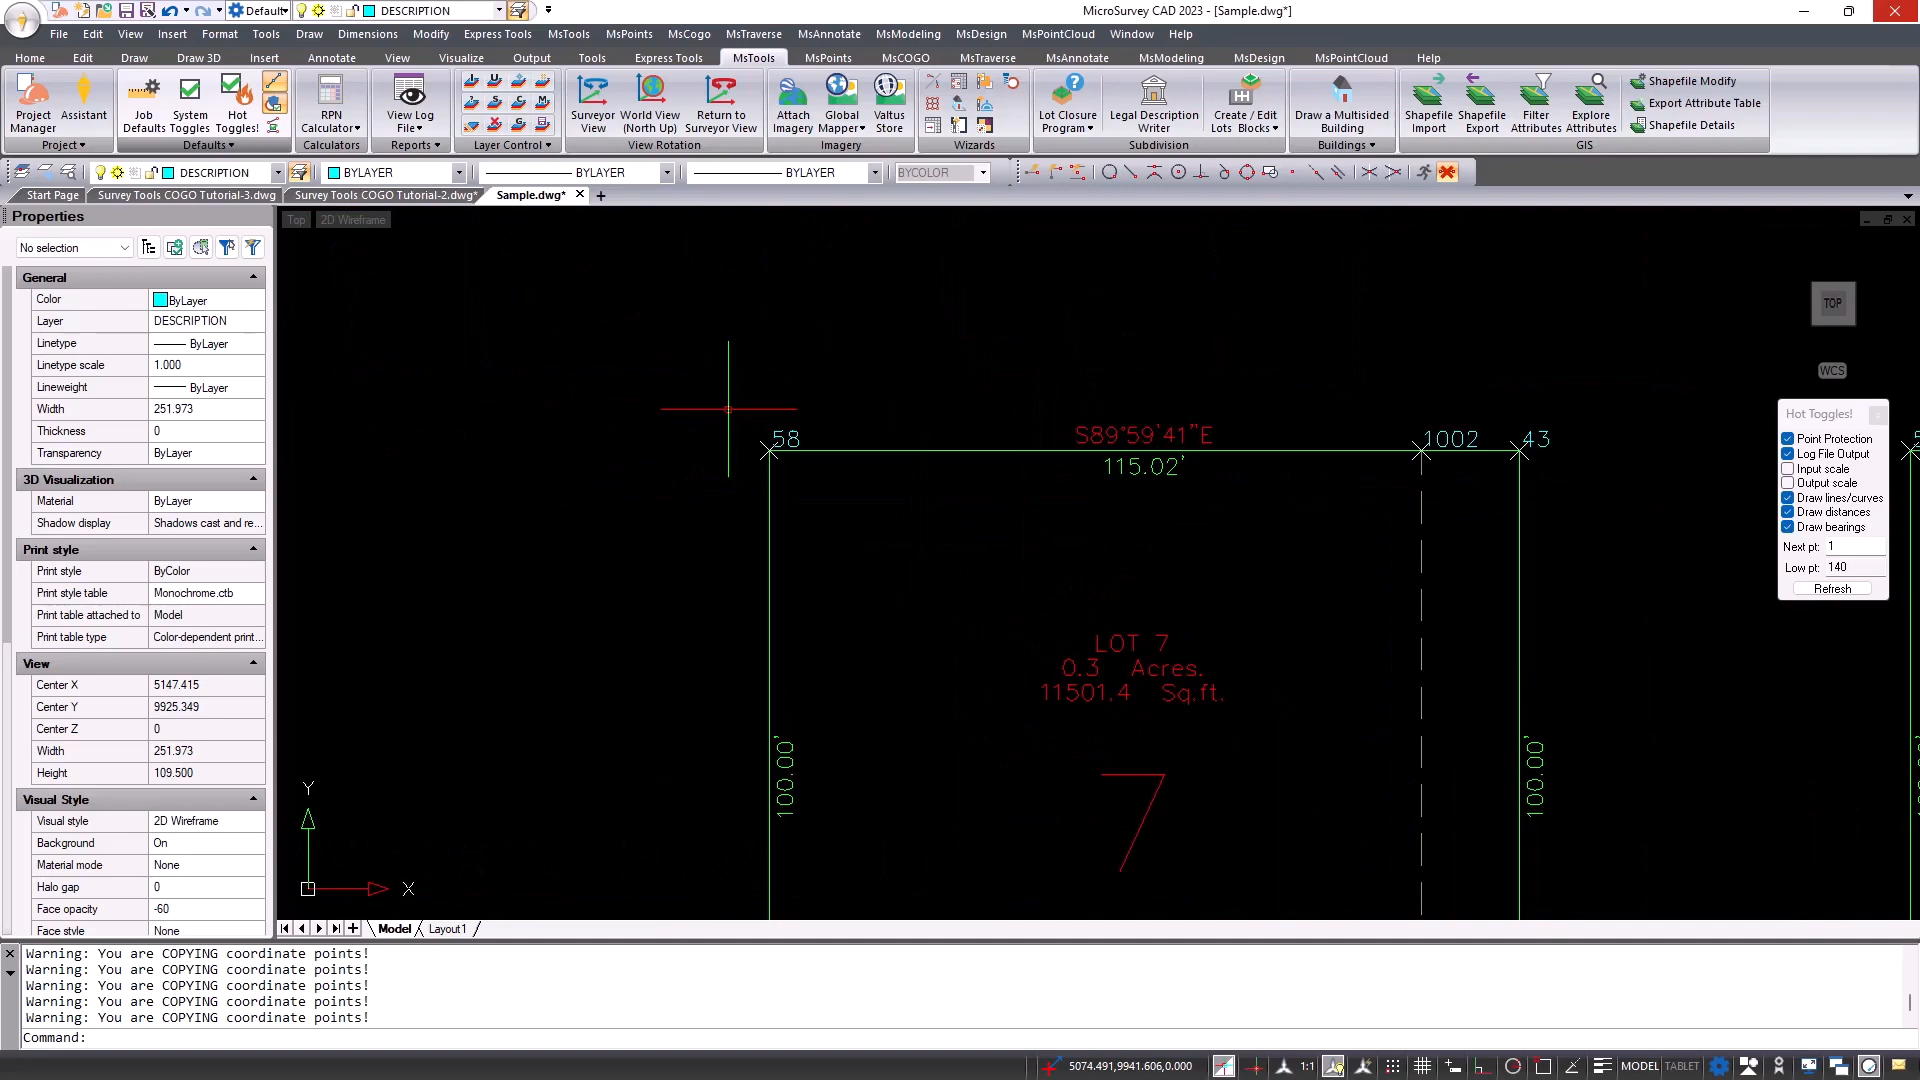 Default
DESCRIPTION
MicroSurvey CAD 2023 - [Sample.dwg*]
File Edit View Insert Format Tools Draw Dimensions Modify Express Tools MsTools MsPoints MsCogo MsTraverse MsAnnotate MsModeling MsDesign MsPointCloud Window Help
Home Edit Draw Draw 3D Insert Annotate View Visualize Output Tools Express Tools MsTools MsPoints MsCOGO MsTraverse MsAnnotate MsModeling MsDesign MsPointCloud Help
Project Manager
Assistant
Project
Job Defaults
System Toggles
Hot Toggles!
Defaults
RPN Calculator
Calculators
View Log File
Reports
Layer Control
Surveyor View
World View (North Up)
Return to Surveyor View
View Rotation
Attach Imagery
Global Mapper
Valtus Store
Imagery
Wizards
Lot Closure Program
Legal Description Writer
Create / Edit Lots Blocks
Subdivision
Draw a Multisided Building
Buildings
Shapefile Import
Shapefile Export
Filter Attributes
Explore Attributes
Shapefile Modify
Export Attribute Table
Shapefile Details
GIS
DESCRIPTION BYLAYER BYLAYER BYLAYER BYCOLOR
Start Page Survey Tools COGO Tutorial-3.dwg Survey Tools COGO Tutorial-2.dwg* Sample.dwg*
Properties
No selection
General
Color ByLayer
Layer DESCRIPTION
Linetype ByLayer
Linetype scale 1.000
Lineweight ByLayer
Width 251.973
Thickness 0
Transparency ByLayer
3D Visualization
Material ByLayer
Shadow display Shadows cast and re...
Print style
Print style ByColor
Print style table Monochrome.ctb
Print table attached to Model
Print table type Color-dependent print...
View
Center X 5147.415
Center Y 9925.349
Center Z 0
Width 251.973
Height 109.500
Visual Style
Visual style 2D Wireframe
Background On
Material mode None
Halo gap 0
Face opacity -60
Face style None
Top 2D Wireframe
TOP
WCS
58
S89°59'41"E
115.02'
1002
43
LOT 7
0.3 Acres.
11501.4 Sq.ft.
7
100.00'
100.00'
Y
X
Hot Toggles!
Point Protection
Log File Output
Input scale
Output scale
Draw lines/curves
Draw distances
Draw bearings
Next pt: 1
Low pt: 140
Refresh
Model Layout1
Warning: You are COPYING coordinate points!
Warning: You are COPYING coordinate points!
Warning: You are COPYING coordinate points!
Warning: You are COPYING coordinate points!
Warning: You are COPYING coordinate points!
Command:
5074.491,9941.606,0.000 1:1 MODEL TABLET